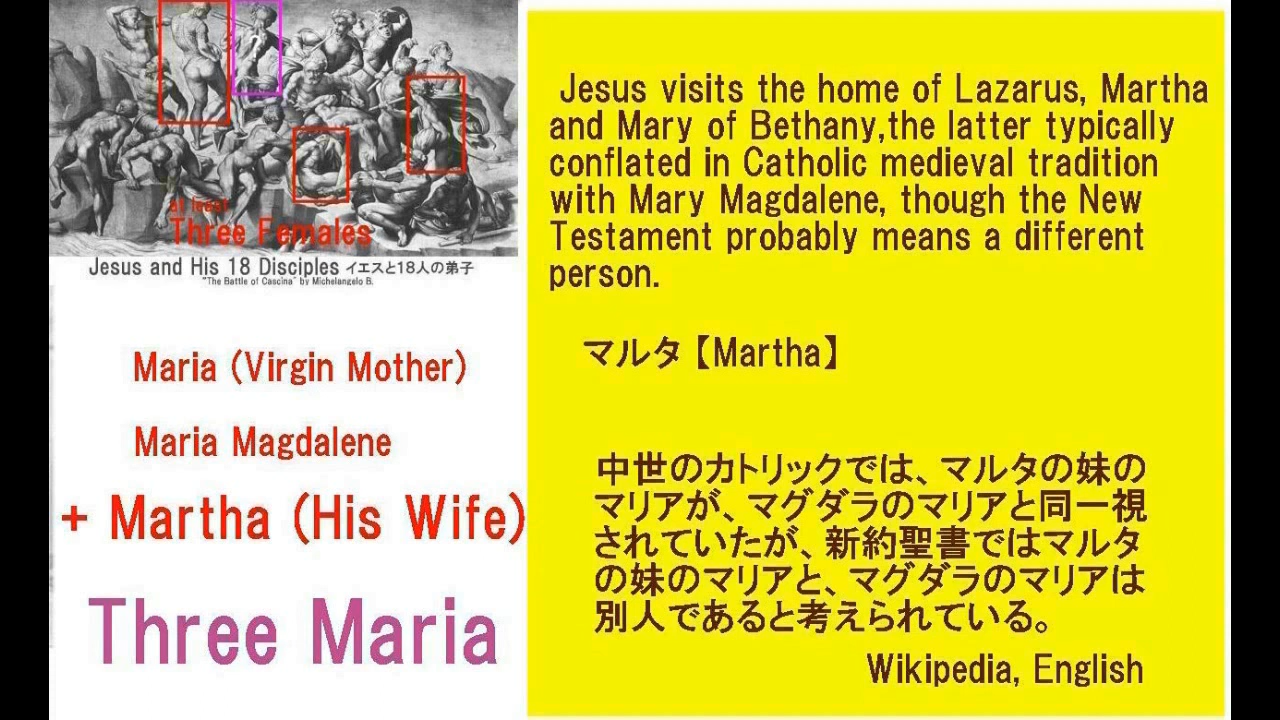 ?
at least
Three Females
Jesus and His 18 Disciples イエスと18人の弟子
"The Battle of Cascina" by Michelangelo B.
Maria (Virgin Mother)
Maria Magdalene
+ Martha (His Wife)
Three Maria
Jesus visits the home of Lazarus, Martha
and Mary of Bethany,the latter typically
conflated in Catholic medieval tradition
with Mary Magdalene, though the New
Testament probably means a different
person.
マルタ【Martha】
中世のカトリックでは、マルタの妹の
マリアが、マグダラのマリアと同一視
されていたが、新約聖書ではマルタ
の妹のマリアと、マグダラのマリアは
別人であると考えられている。
Wikipedia, English